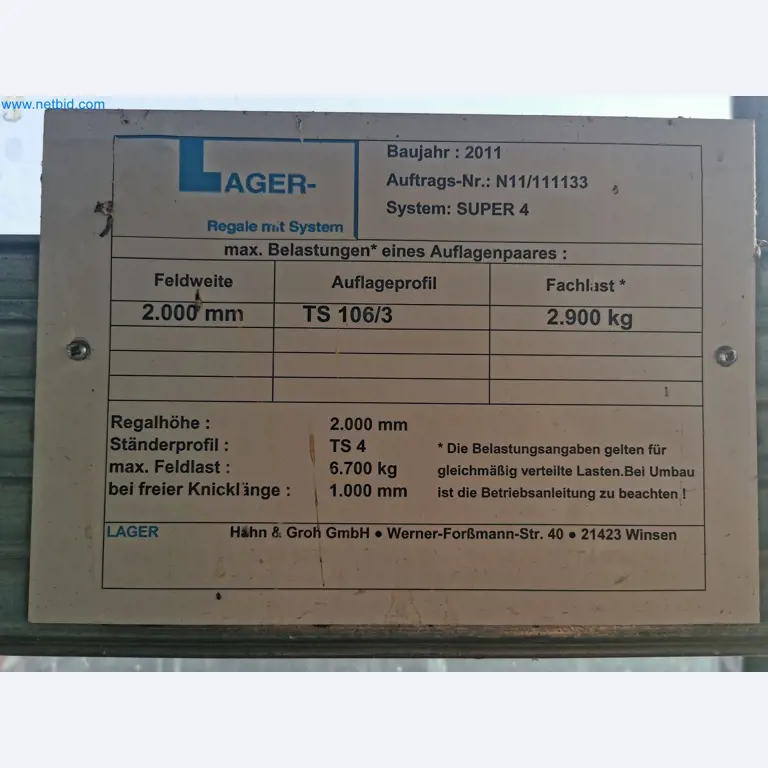 www.netbid.com
LAGER-
Regale mit System
Baujahr : 2011
Auftrags-Nr.: N11/111133
System: SUPER 4
max. Belastungen* eines Auflagenpaares :
Feldweite Auflageprofil Fachlast *
2.000 mm TS 106/3 2.900 kg
Regalhöhe : 2.000 mm
Ständerprofil : TS 4
max. Feldlast : 6.700 kg
bei freier Knicklänge : 1.000 mm
* Die Belastungsangaben gelten für
gleichmäßig verteilte Lasten.Bei Umbau
ist die Betriebsanleitung zu beachten !
LAGER Hahn & Groh GmbH ● Werner-Forßmann-Str. 40 ● 21423 Winsen